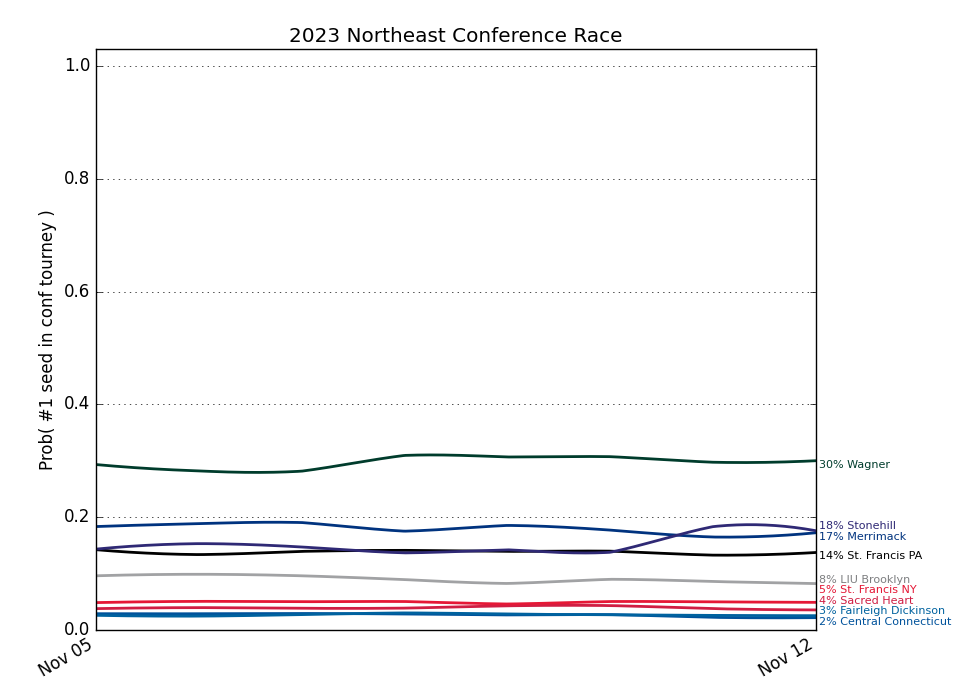 2023 Northeast Conference Race
Prob( #1 seed in conf tourney )
1.0
0.8
0.6
0.4
0.2
0.0
Nov 05
Nov 12
30% Wagner
18% Stonehill
17% Merrimack
14% St. Francis PA
8% LIU Brooklyn
5% St. Francis NY
4% Sacred Heart
3% Fairleigh Dickinson
2% Central Connecticut